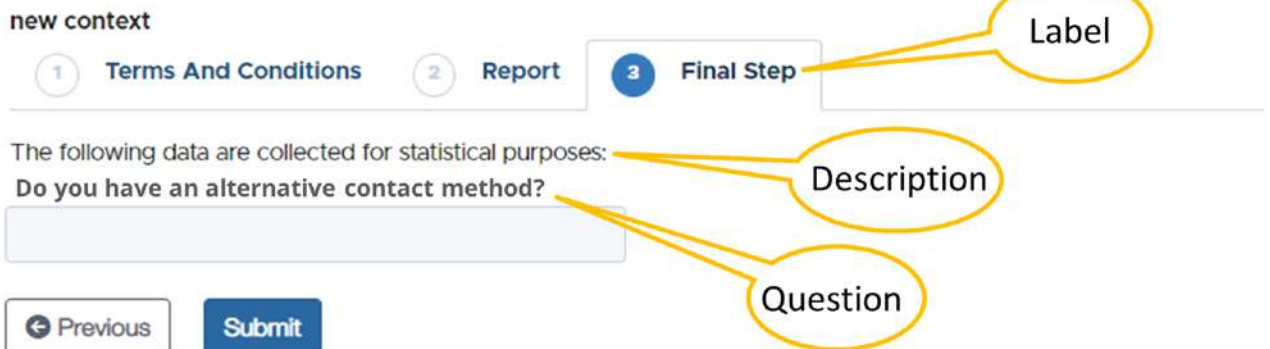 new context
Label
1 Terms And Conditions 2 Report 3 Final Step
The following data are collected for statistical purposes:
Description
Do you have an alternative contact method?
Question
Previous Submit